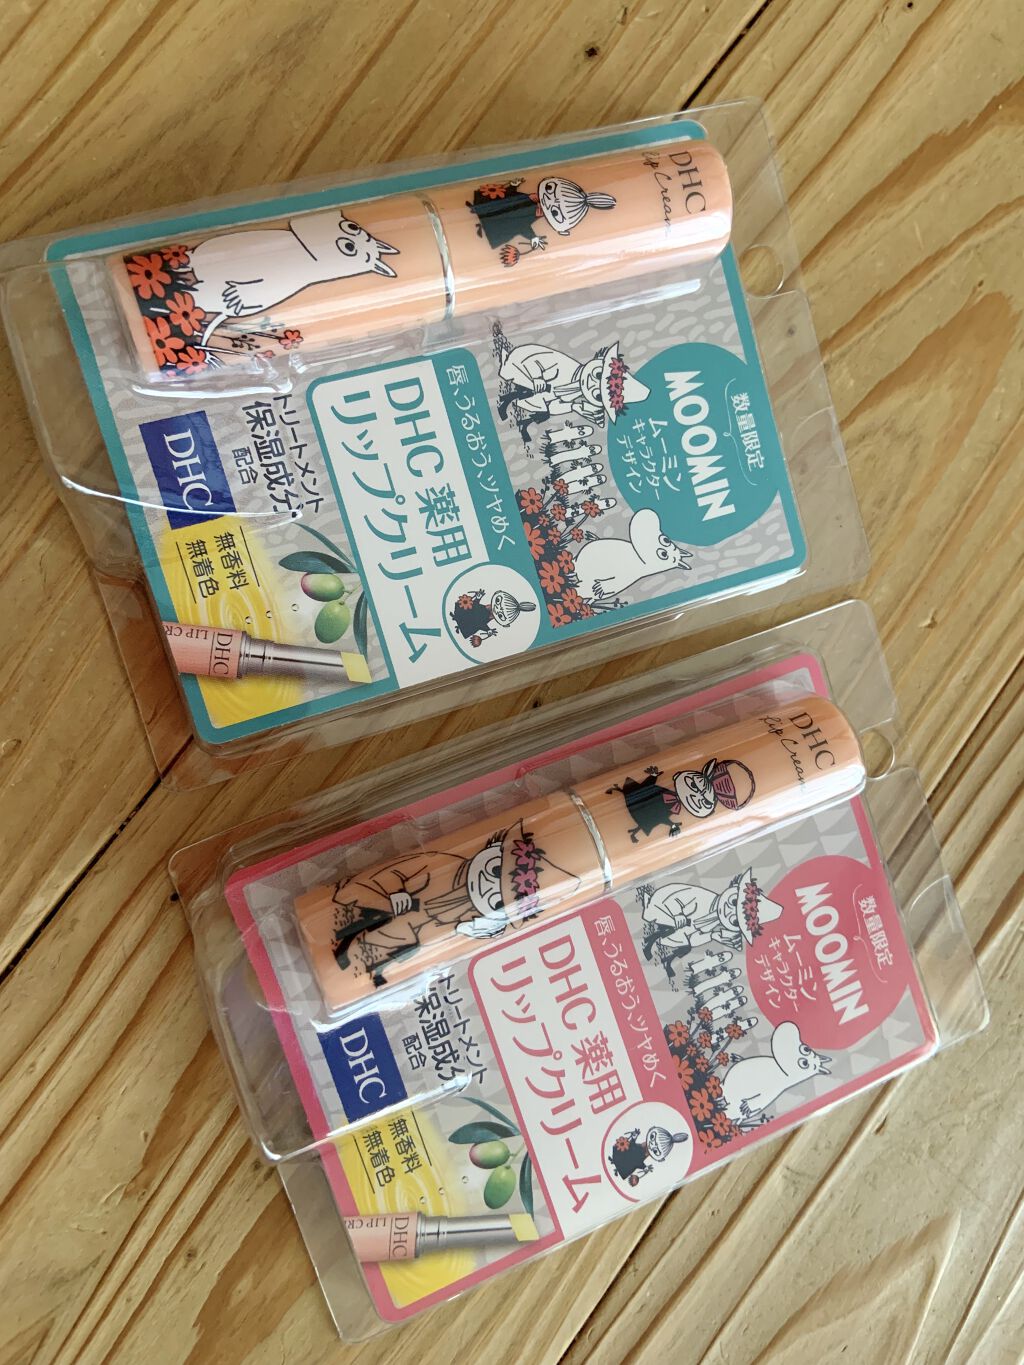 DHC
Lip Cream
数量限定
MOOMIN
ムーミン
キャラクター
デザイン
唇、うるおう、ツヤめく
DHC 薬用
リップクリーム
トリートメント
保湿成分
配合
DHC
無香料
無着色
DHC
LIP CR
DHC
Lip Cream
数量限定
MOOMIN
ムーミン
キャラクター
デザイン
唇、うるおう、ツヤめく
DHC 薬用
リップクリーム
トリートメント
保湿成分
配合
DHC
無香料
無着色
DHC
LIP CR